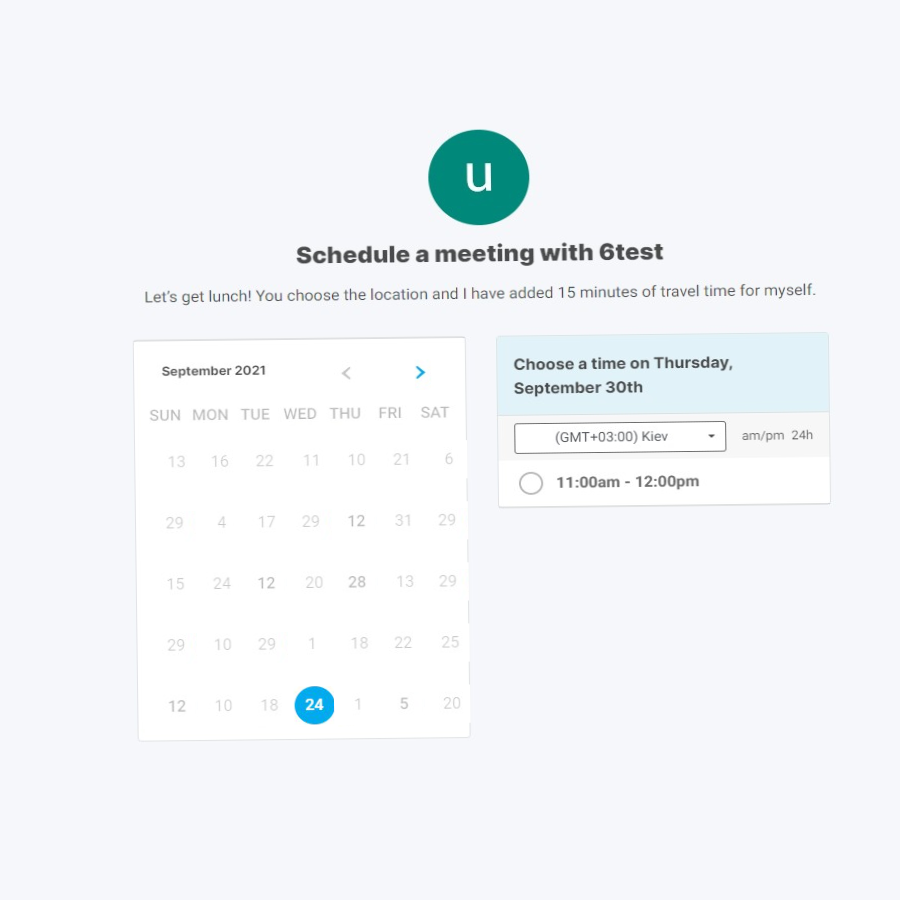 u
Schedule a meeting with 6test
Let's get lunch! You choose the location and I have added 15 minutes of travel time for myself.
September 2021
SUN MON TUE WED THU FRI SAT
13 16 22 11 10 21 6
29 4 17 29 12 31 29
15 24 12 20 28 13 29
29 10 29 1 18 22 25
12 10 18 24 1 5 20
Choose a time on Thursday,
September 30th
(GMT+03:00) Kiev am/pm 24h
11:00am - 12:00pm